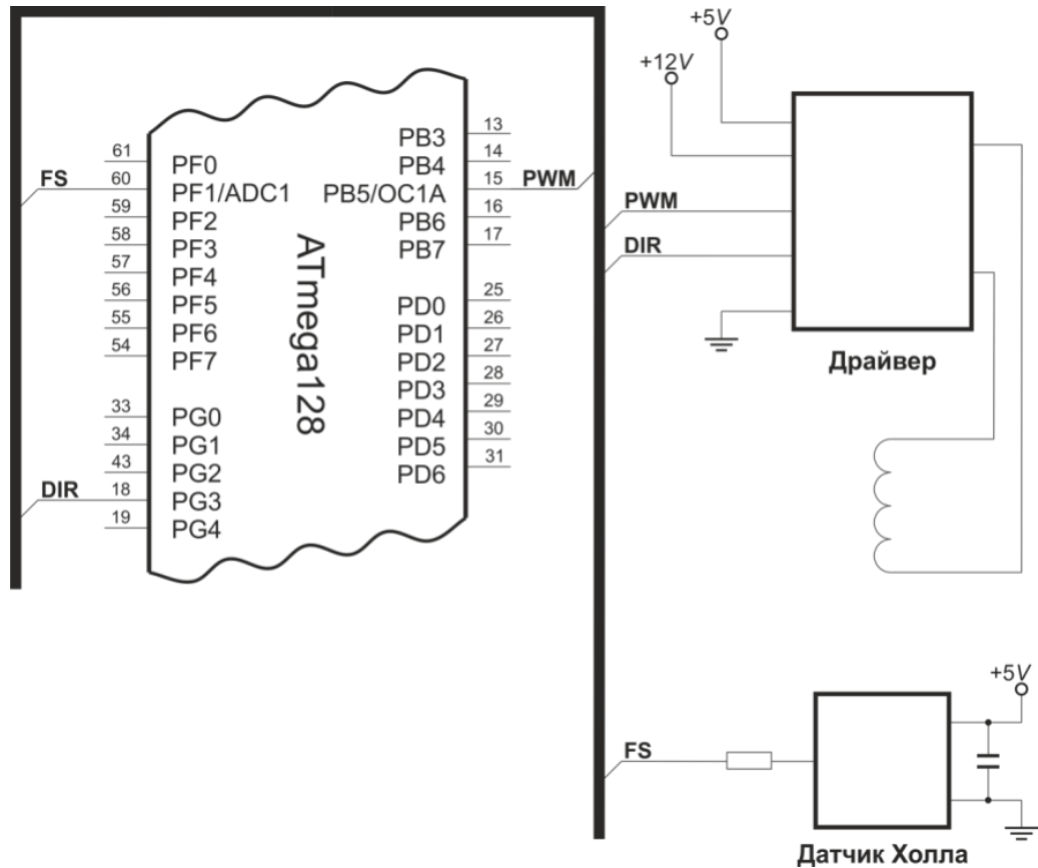 +5V
+12V
61 PF0
FS 60 PF1/ADC1
59 PF2
58 PF3
57 PF4
56 PF5
55 PF6
54 PF7
33 PG0
34 PG1
43 PG2
DIR 18 PG3
19 PG4
ATmega128
PB3 13
PB4 14
PB5/OC1A 15 PWM
PB6 16
PB7 17
PD0 25
PD1 26
PD2 27
PD3 28
PD4 29
PD5 30
PD6 31
PWM
DIR
Драйвер
+5V
FS
Датчик Холла